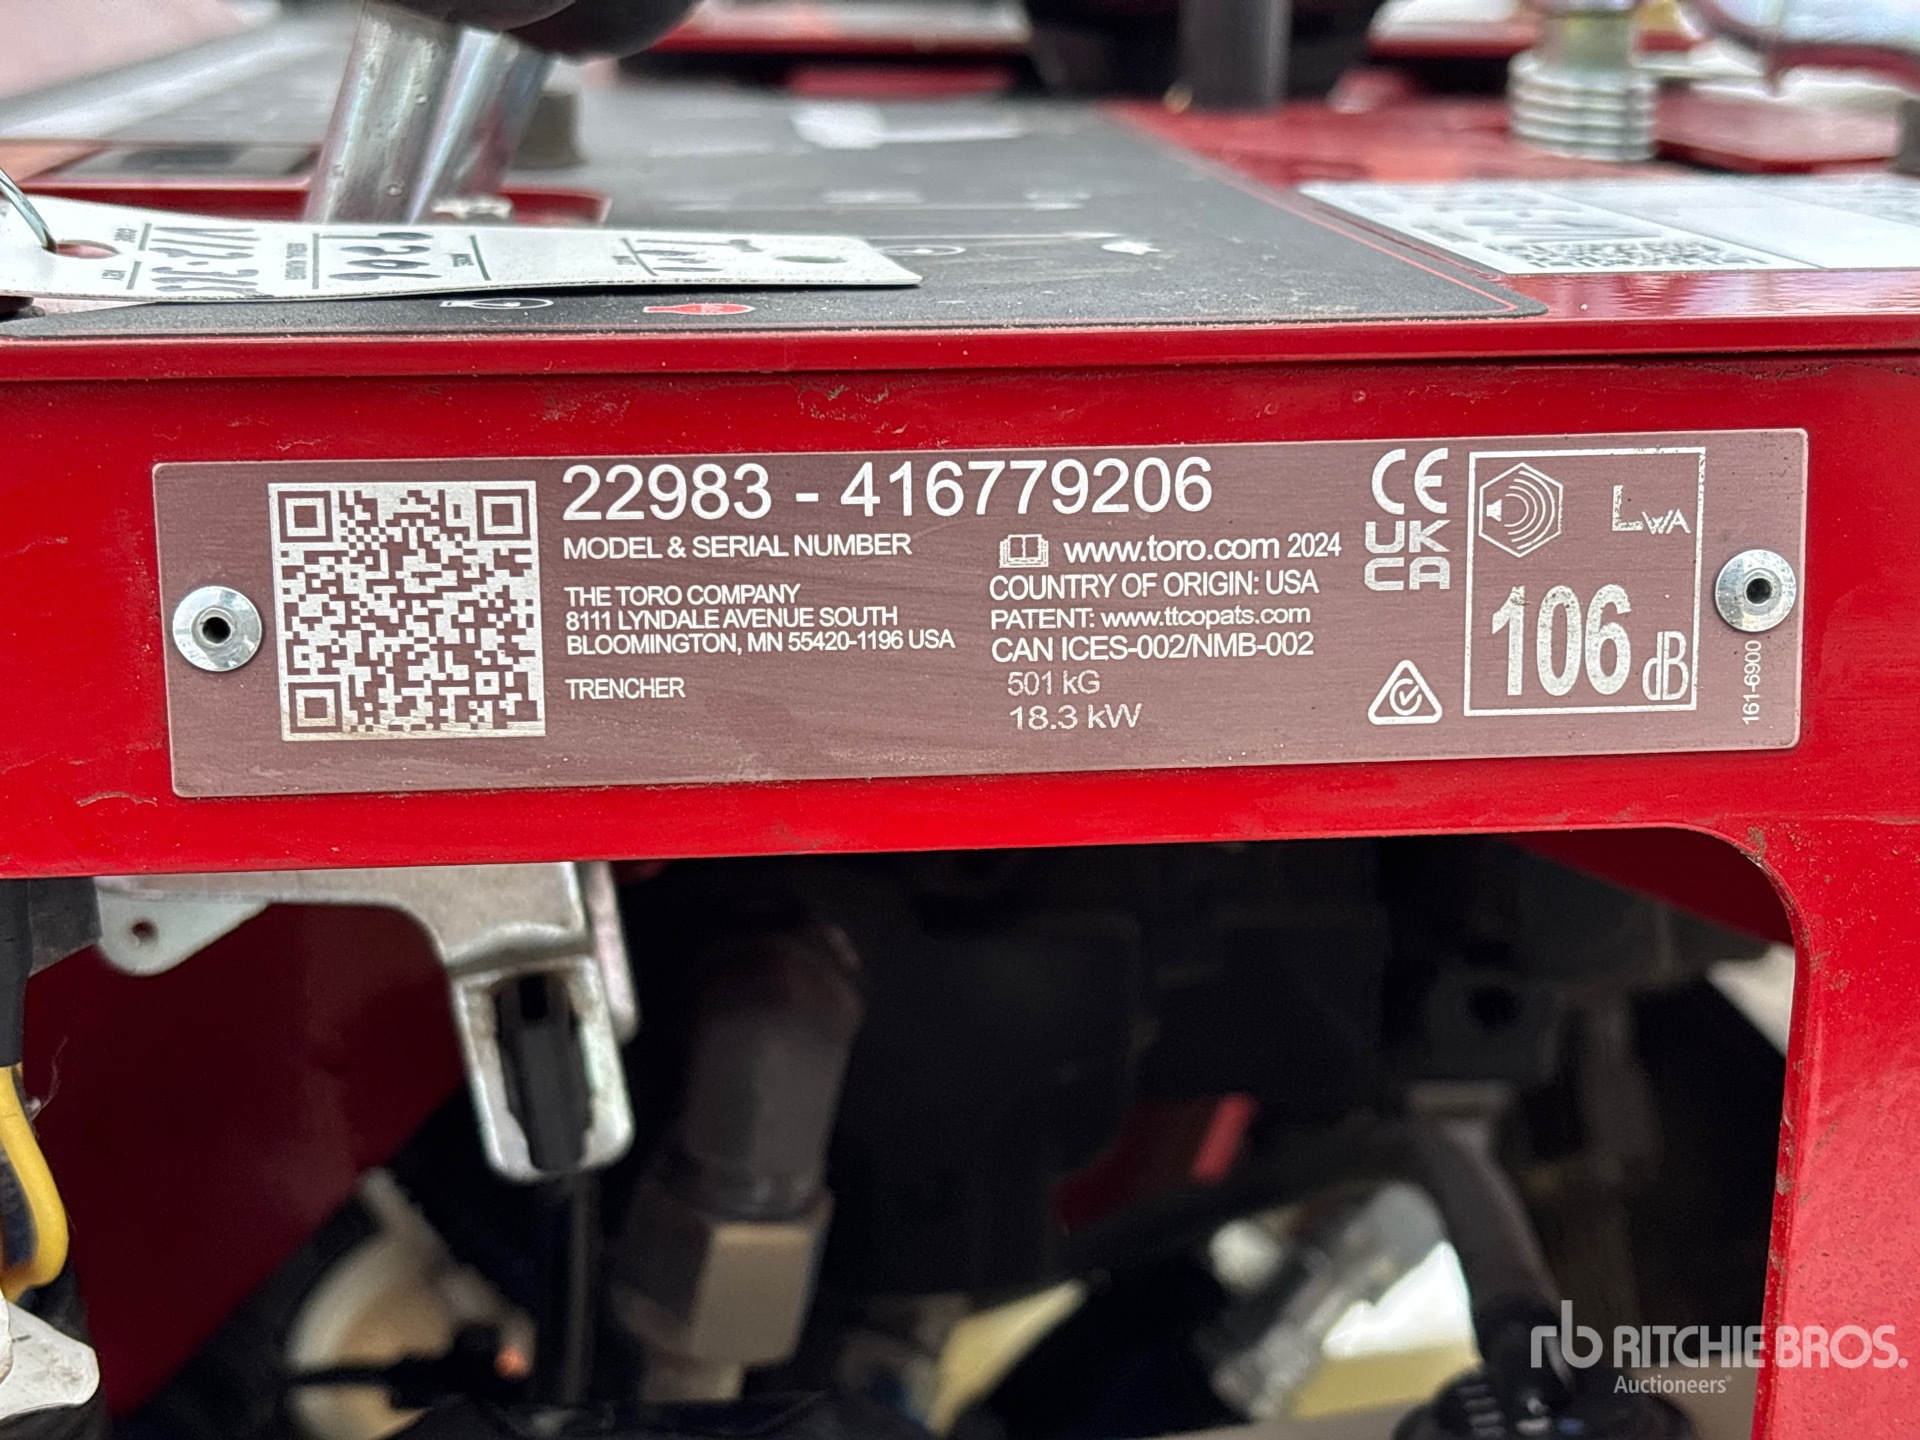 22983 - 416779206
MODEL & SERIAL NUMBER
www.toro.com 2024
THE TORO COMPANY
8111 LYNDALE AVENUE SOUTH
BLOOMINGTON, MN 55420-1196 USA
TRENCHER
COUNTRY OF ORIGIN: USA
PATENT: www.ttcopats.com
CAN ICES-002/NMB-002
501 kG
18.3 kW
CE
UK
CA
LWA
106 dB
161-6900
rb RITCHIE BROS.
Auctioneers